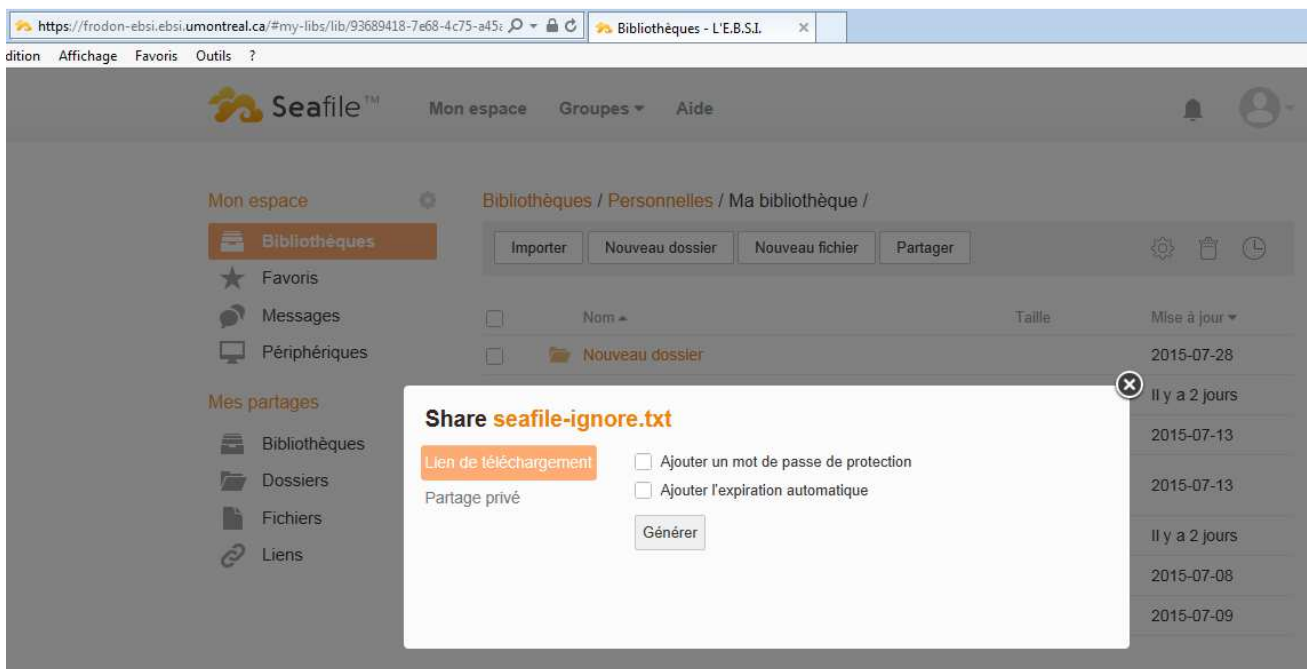 https://frodon-ebsi.ebsi.umontreal.ca/#my-libs/lib/93689418-7e68-4c75-a45
Bibliothèques - L'E.B.S.I.
dition Affichage Favoris Outils ?
Seafile™ Mon espace Groupes Aide
Mon espace
Bibliothèques / Personnelles / Ma bibliothèque /
Bibliothèques
Importer Nouveau dossier Nouveau fichier Partager
Favoris
Messages
Nom Taille Mise à jour
Périphériques
Nouveau dossier 2015-07-28
Mes partages
Il y a 2 jours
Share seafile-ignore.txt
Bibliothèques
2015-07-13
Lien de téléchargement
Ajouter un mot de passe de protection
Dossiers
2015-07-13
Partage privé
Ajouter l'expiration automatique
Fichiers
Générer
Il y a 2 jours
Liens
2015-07-08
2015-07-09